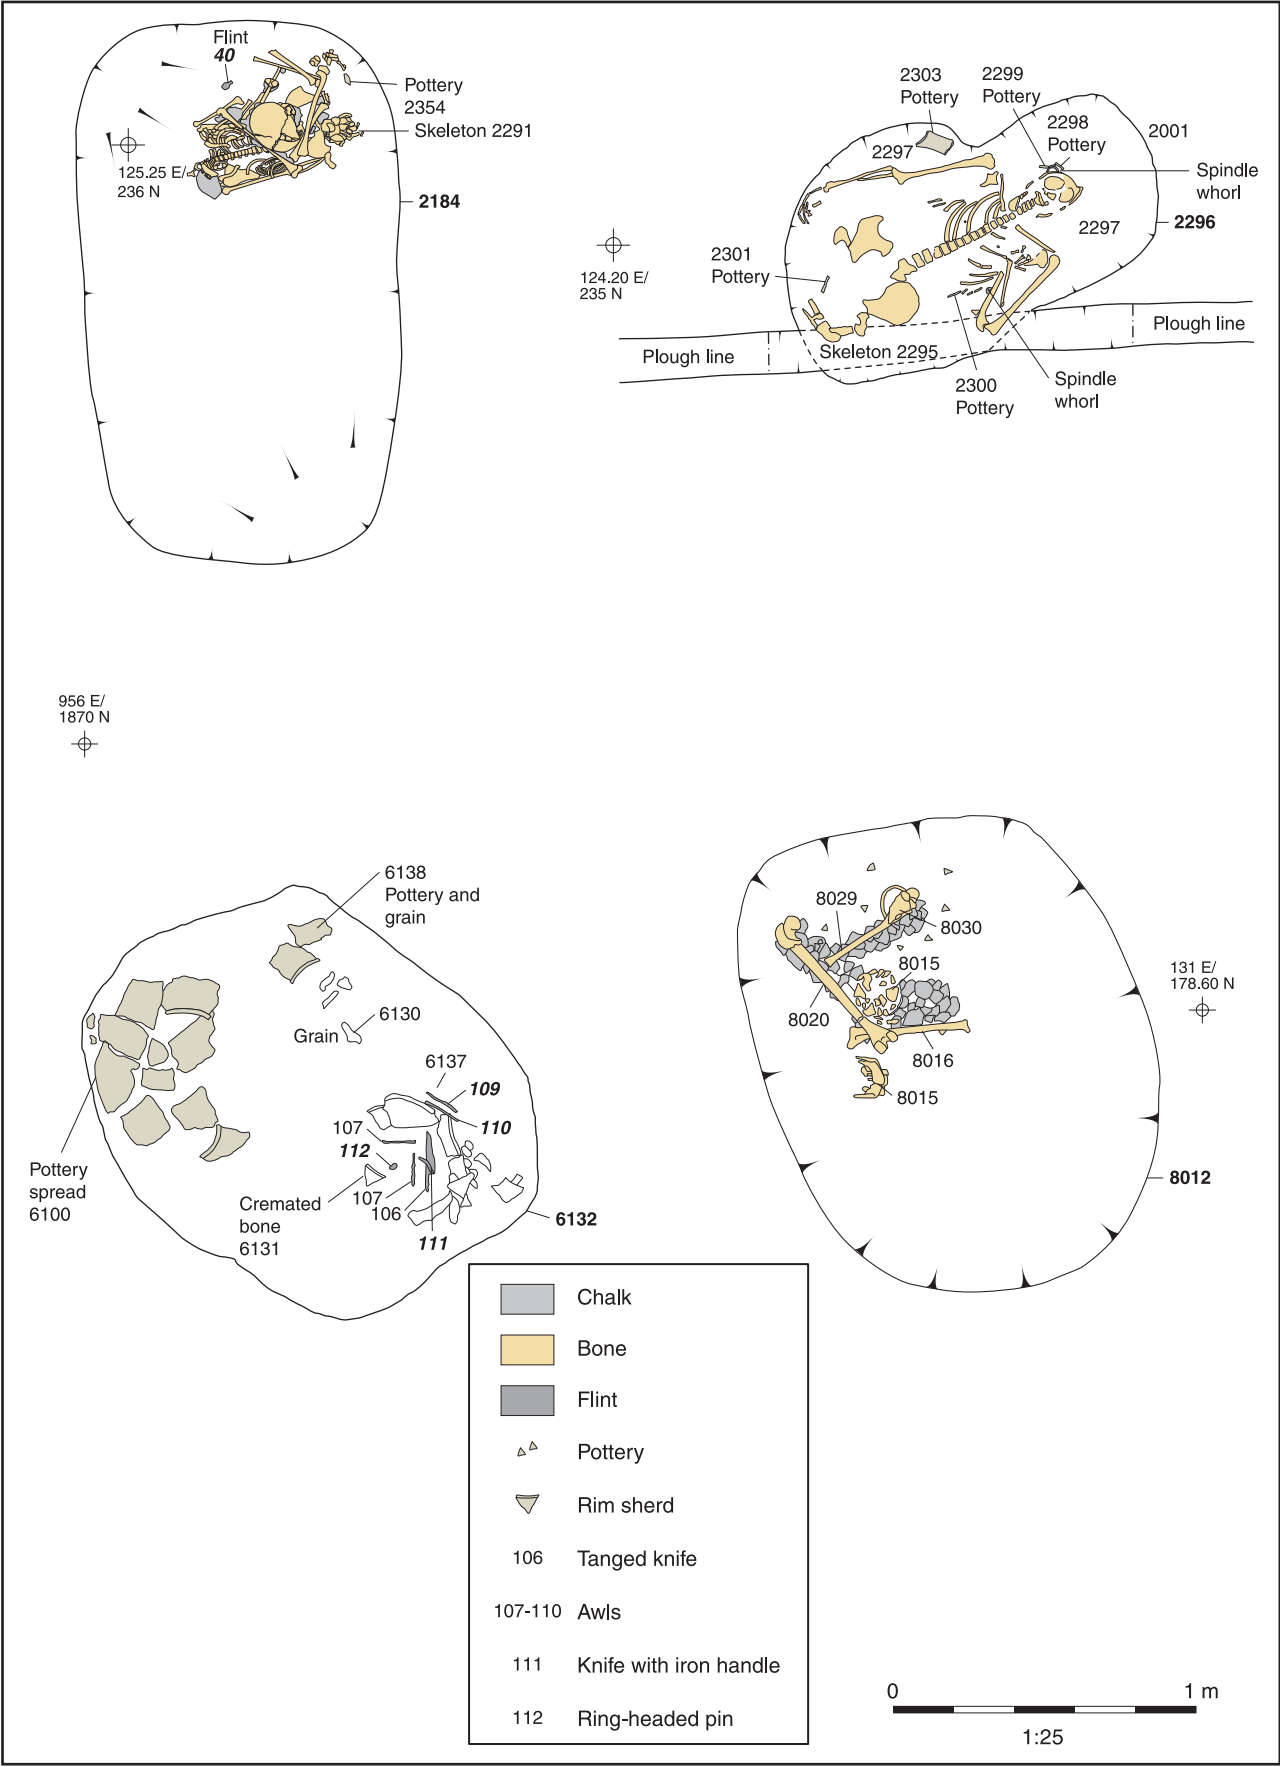 Flint
40
Pottery
2354
Skeleton 2291
125.25 E/
236 N
2184
2303
Pottery
2299
Pottery
2298
Pottery
2001
2297
Spindle
whorl
2297
2296
2301
Pottery
124.20 E/
235 N
Plough line
Skeleton 2295
Plough line
2300
Pottery
Spindle
whorl
956 E/
1870 N
6138
Pottery and
grain
Grain
6130
6137
109
110
107
112
107
106
111
Cremated
bone
6131
Pottery
spread
6100
6132
8029
8030
8015
8020
8016
8015
131 E/
178.60 N
8012
Chalk
Bone
Flint
Pottery
Rim sherd
106 Tanged knife
107-110 Awls
111 Knife with iron handle
112 Ring-headed pin
0 1 m
1:25